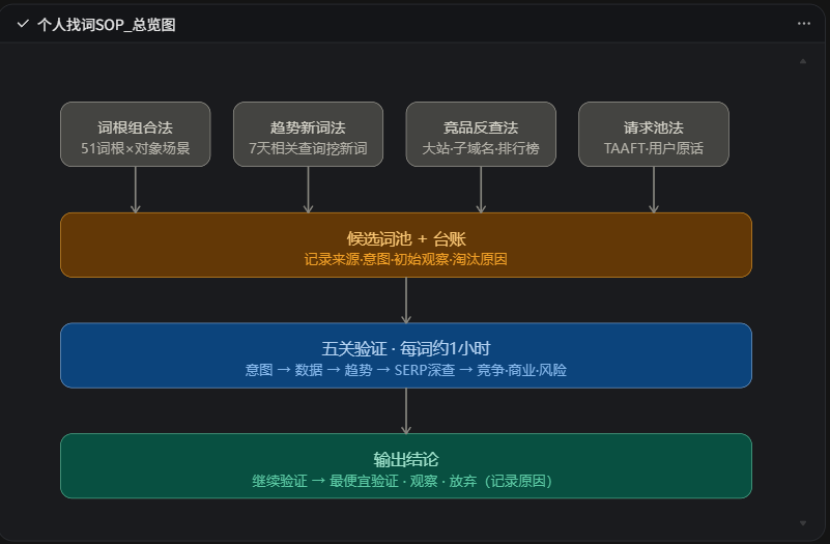 个人找词SOP_总览图
词根组合法
51词根×对象场景
趋势新词法
7天相关查询挖新词
竞品反查法
大站·子域名·排行榜
请求池法
TAAFT·用户原话
候选词池 + 台账
记录来源·意图·初始观察·淘汰原因
五关验证 · 每词约1小时
意图 → 数据 → 趋势 → SERP深查 → 竞争·商业·风险
输出结论
继续验证 → 最便宜验证 · 观察 · 放弃（记录原因）